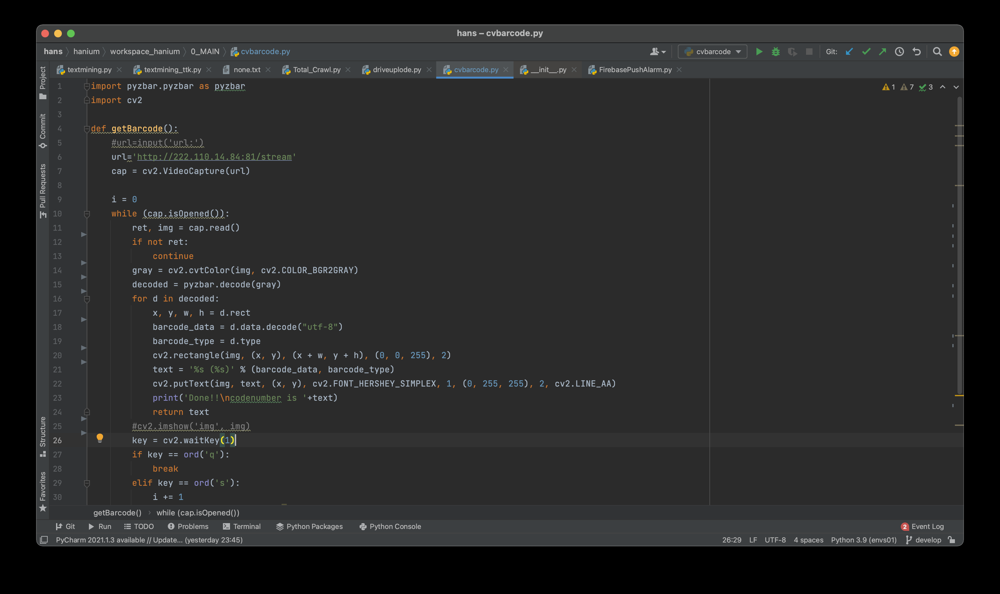 hans – cvbarcode.py
hans hanium workspace_hanium 0_MAIN cvbarcode.py cvbarcode Git:
textmining.py textmining_ttk.py none.txt Total_Crawl.py driveuplode.py cvbarcode.py __init__.py FirebasePushAlarm.py
Project
Commit
Pull Requests
Structure
Favorites
1 7 3
1 import pyzbar.pyzbar as pyzbar
2 import cv2
3
4 def getBarcode():
5     #url=input('url:')
6     url='http://222.110.14.84:81/stream'
7     cap = cv2.VideoCapture(url)
8
9     i = 0
10     while (cap.isOpened()):
11         ret, img = cap.read()
12         if not ret:
13             continue
14         gray = cv2.cvtColor(img, cv2.COLOR_BGR2GRAY)
15         decoded = pyzbar.decode(gray)
16         for d in decoded:
17             x, y, w, h = d.rect
18             barcode_data = d.data.decode("utf-8")
19             barcode_type = d.type
20             cv2.rectangle(img, (x, y), (x + w, y + h), (0, 0, 255), 2)
21             text = '%s (%s)' % (barcode_data, barcode_type)
22             cv2.putText(img, text, (x, y), cv2.FONT_HERSHEY_SIMPLEX, 1, (0, 255, 255), 2, cv2.LINE_AA)
23             print('Done!!\ncodenumber is '+text)
24             return text
25         #cv2.imshow('img', img)
26         key = cv2.waitKey(1)
27         if key == ord('q'):
28             break
29         elif key == ord('s'):
30             i += 1
getBarcode() › while (cap.isOpened())
Git Run TODO Problems Terminal Python Packages Python Console 2 Event Log
PyCharm 2021.1.3 available // Update... (yesterday 23:45) 26:29 LF UTF-8 4 spaces Python 3.9 (envs01) develop